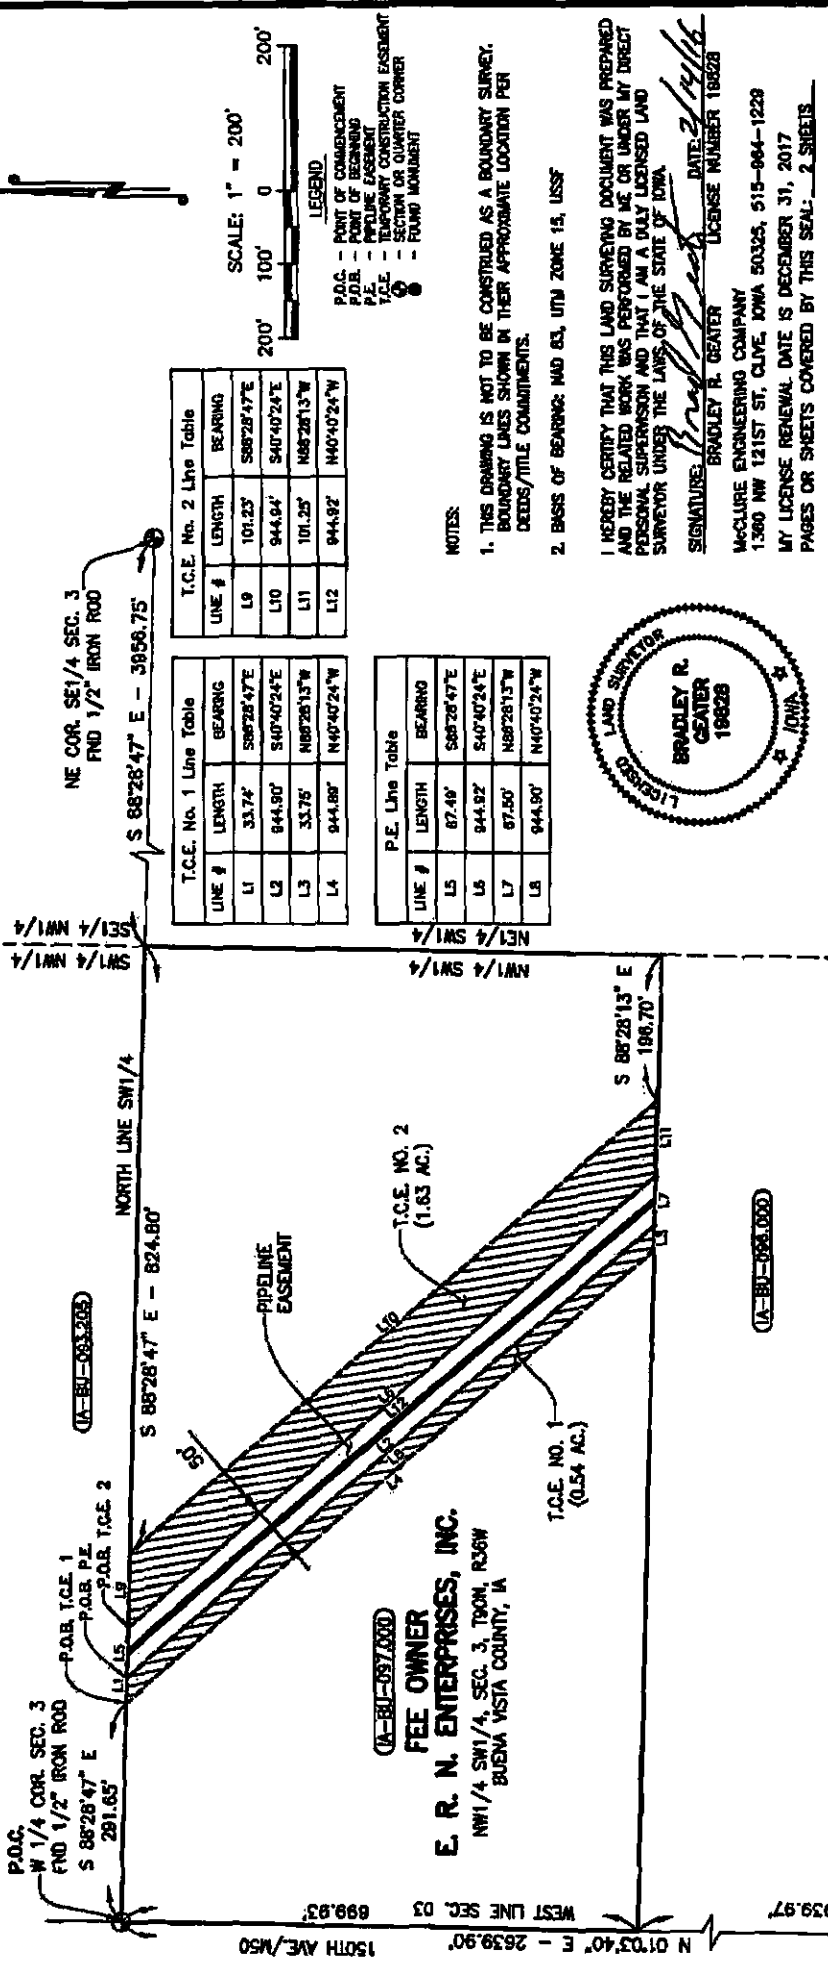 P.O.C.
W 1/4 COR. SEC. 3
FND 1/2" IRON ROD
S 88°28'47" E
291.65'
P.O.B. T.C.E. 1
P.O.B. P.E.
P.O.B. T.C.E. 2
L1
L5
L9
IA-BU-093.205
S 88°28'47" E - 824.80'
NORTH LINE SW1/4
SW1/4 NW1/4
SE1/4 NW1/4
NE COR. SE1/4 SEC. 3
FND 1/2" IRON ROD
S 88°28'47" E - 3956.75'
SCALE: 1" = 200'
200' 100' 0 200'
LEGEND
P.O.C. - POINT OF COMMENCEMENT
P.O.B. - POINT OF BEGINNING
P.E. - PIPELINE EASEMENT
T.C.E. - TEMPORARY CONSTRUCTION EASEMENT
- SECTION OR QUARTER CORNER
- FOUND MONUMENT
T.C.E. No. 1 Line Table
LINE # LENGTH BEARING
L1 33.74' S88°28'47"E
L2 944.90' S40°40'24"E
L3 33.75' N88°28'13"W
L4 944.89' N40°40'24"W
T.C.E. No. 2 Line Table
LINE # LENGTH BEARING
L9 101.23' S88°28'47"E
L10 944.94' S40°40'24"E
L11 101.25' N88°28'13"W
L12 944.92' N40°40'24"W
P.E. Line Table
LINE # LENGTH BEARING
L5 67.49' S88°28'47"E
L6 944.92' S40°40'24"E
L7 67.50' N88°28'13"W
L8 944.90' N40°40'24"W
50'
PIPELINE
EASEMENT
L10
L6
L12
L2
L8
L4
T.C.E. NO. 2
(1.63 AC.)
T.C.E. NO. 1
(0.54 AC.)
NW1/4 SW1/4
NE1/4 SW1/4
IA-BU-097.000
FEE OWNER
E. R. N. ENTERPRISES, INC.
NW1/4 SW1/4, SEC. 3, T90N, R36W
BUENA VISTA COUNTY, IA
150TH AVE/M50
WEST LINE SEC. 03
699.93'
N 01°03'40" E - 2639.90'
939.97'
L3
L7
L11
S 88°28'13" E
196.70'
IA-BU-096.000
NOTES:
1. THIS DRAWING IS NOT TO BE CONSTRUED AS A BOUNDARY SURVEY.
BOUNDARY LINES SHOWN IN THEIR APPROXIMATE LOCATION PER
DEEDS/TITLE COMMITMENTS.
2. BASIS OF BEARING: NAD 83, UTM ZONE 15, USSF
LICENSED LAND SURVEYOR
BRADLEY R.
GEATER
19828
IOWA
I HEREBY CERTIFY THAT THIS LAND SURVEYING DOCUMENT WAS PREPARED
AND THE RELATED WORK WAS PERFORMED BY ME OR UNDER MY DIRECT
PERSONAL SUPERVISION AND THAT I AM A DULY LICENSED LAND
SURVEYOR UNDER THE LAWS OF THE STATE OF IOWA.
SIGNATURE: DATE: 2/14/16
BRADLEY R. GEATER LICENSE NUMBER 19828
McCLURE ENGINEERING COMPANY
1360 NW 121ST ST, CLIVE, IOWA 50325, 515-964-1229
MY LICENSE RENEWAL DATE IS DECEMBER 31, 2017
PAGES OR SHEETS COVERED BY THIS SEAL: 2 SHEETS